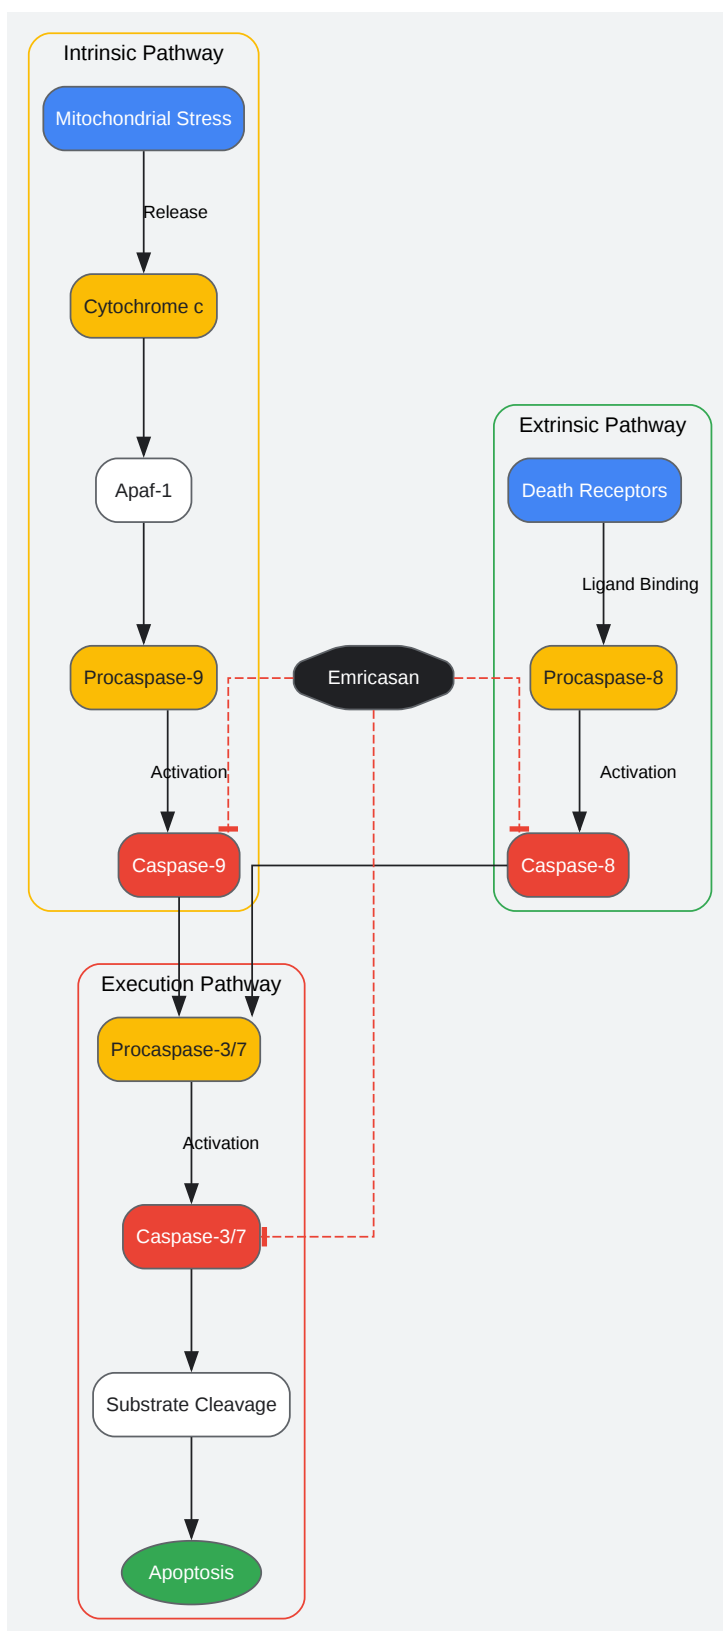 Intrinsic Pathway
Mitochondrial Stress
Release
Cytochrome c
Apaf-1
Procaspase-9
Activation
Caspase-9
Emricasan
Extrinsic Pathway
Death Receptors
Ligand Binding
Procaspase-8
Activation
Caspase-8
Execution Pathway
Procaspase-3/7
Activation
Caspase-3/7
Substrate Cleavage
Apoptosis